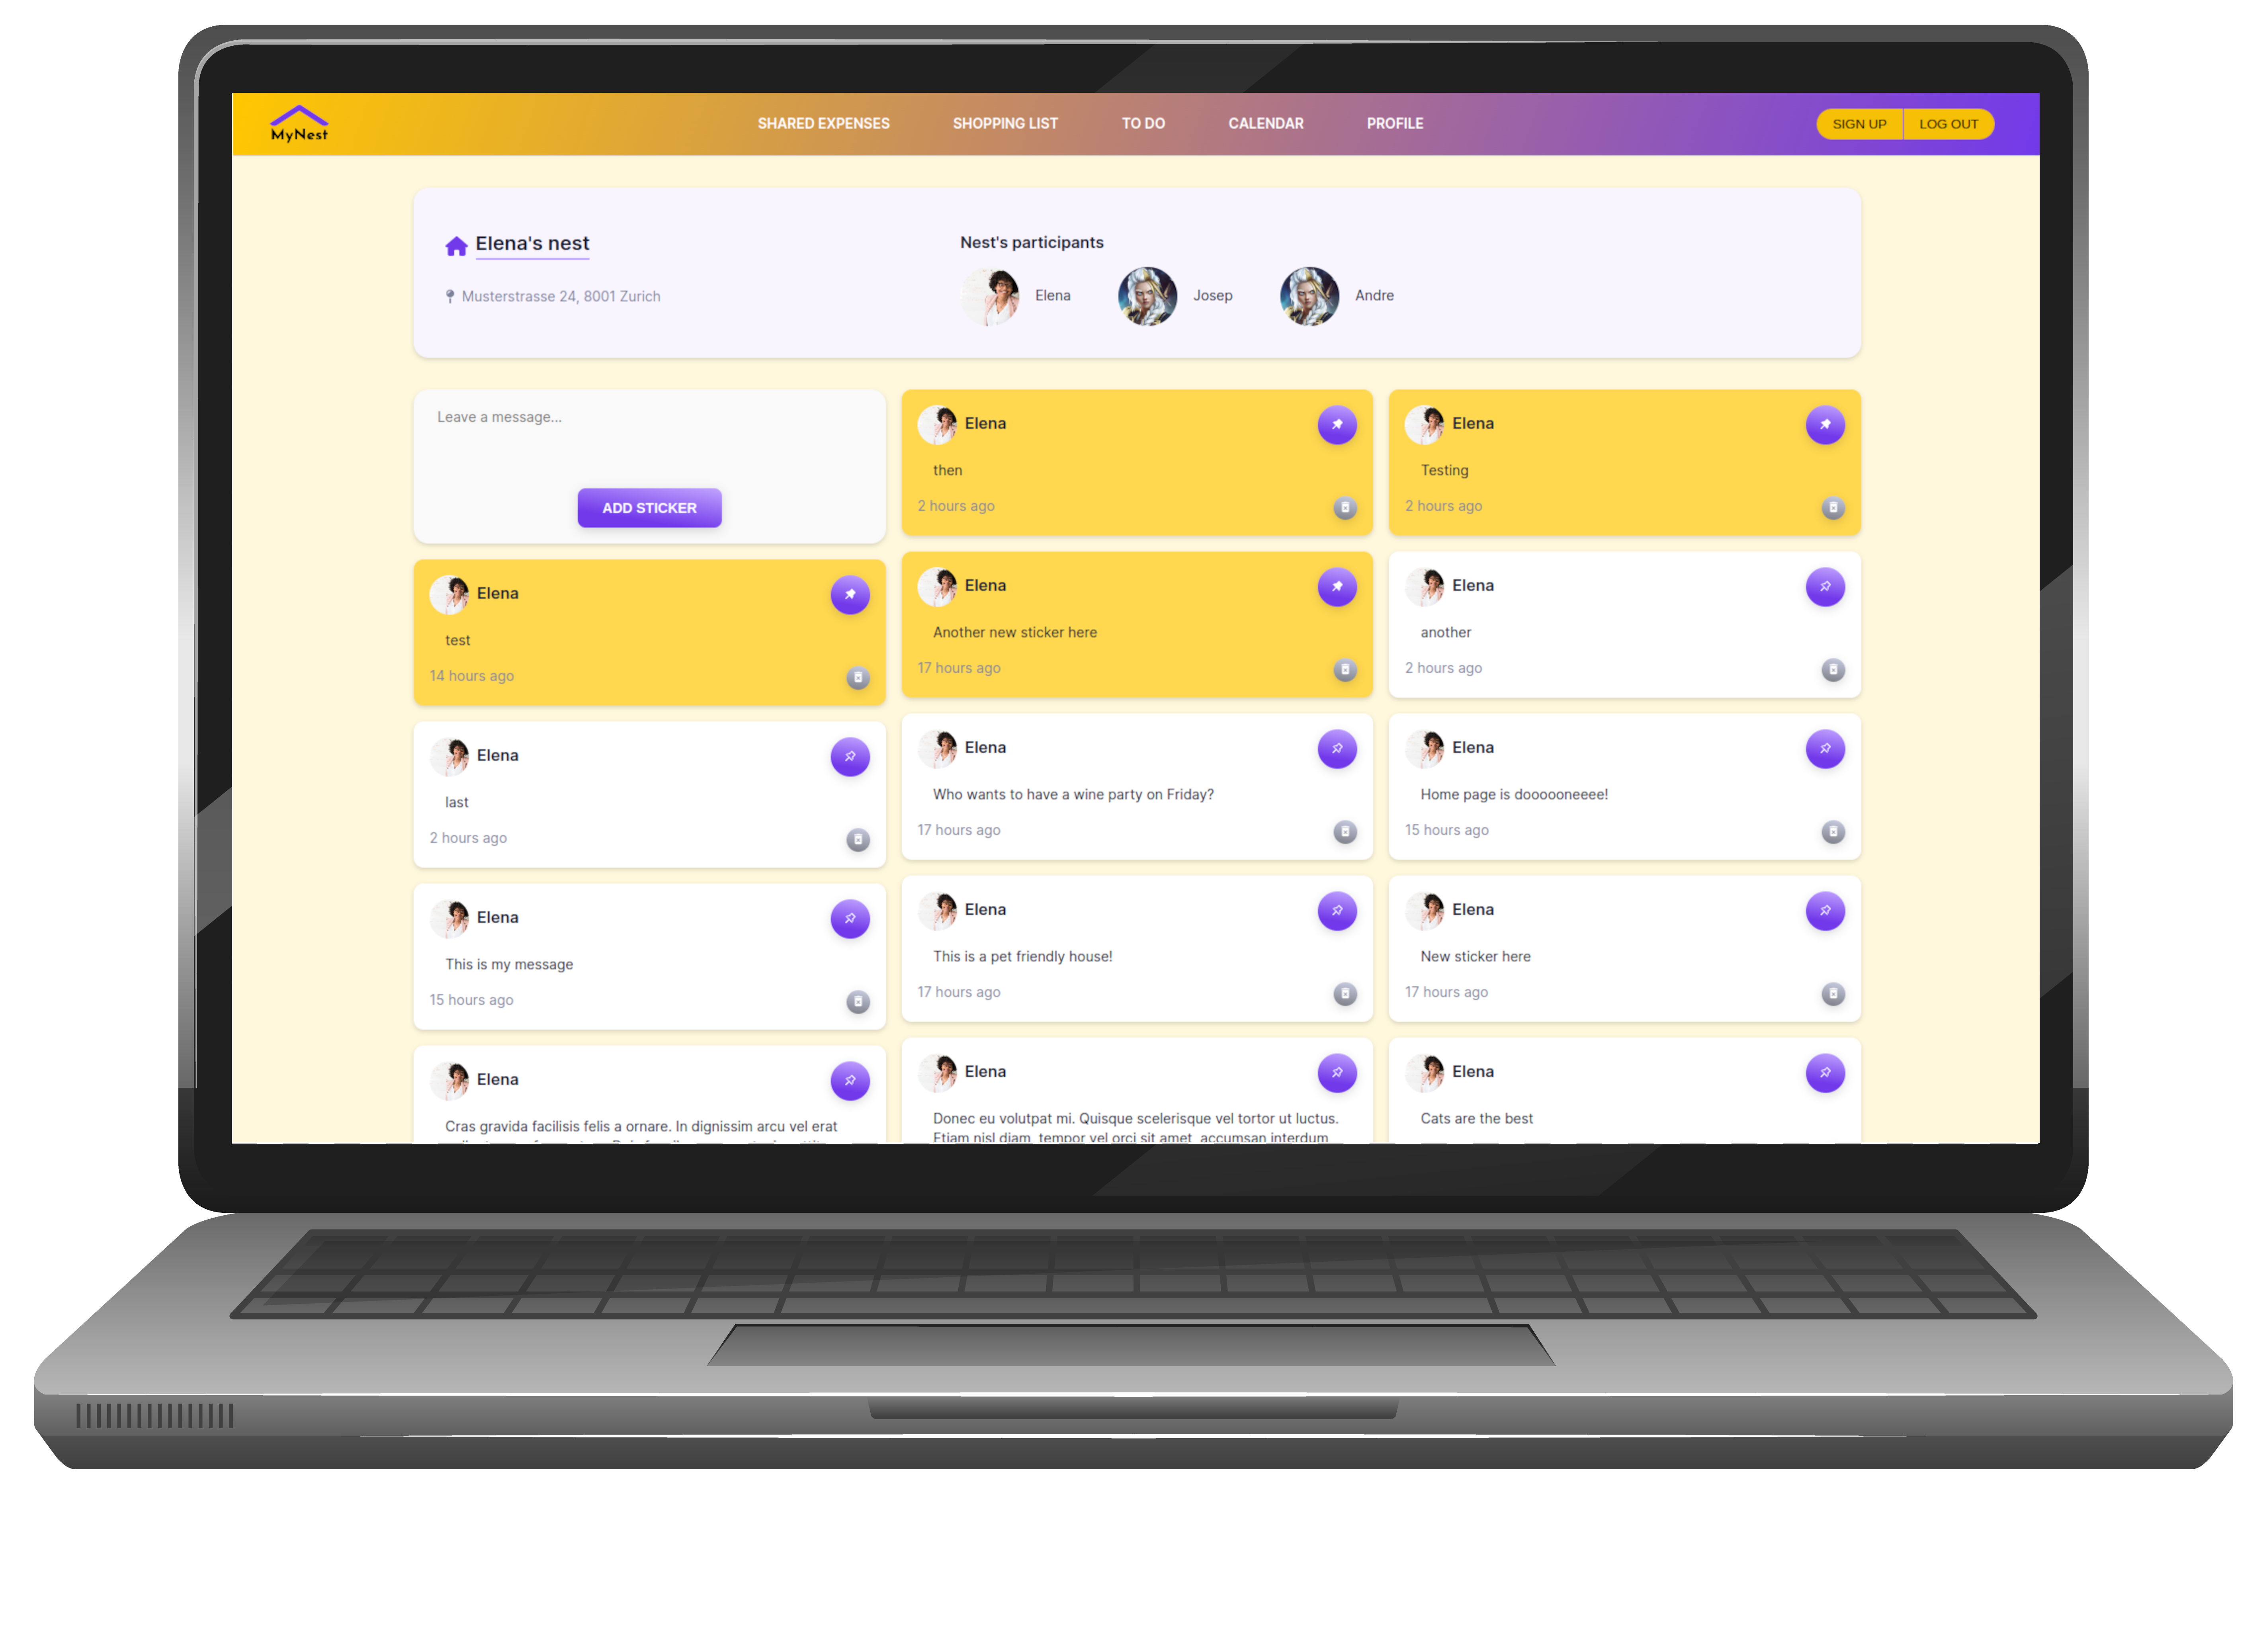 MyNest
SHARED EXPENSES
SHOPPING LIST
TO DO
CALENDAR
PROFILE
SIGN UP
LOG OUT
Elena's nest
Musterstrasse 24, 8001 Zurich
Nest's participants
Elena
Josep
Andre
Leave a message...
ADD STICKER
Elena
then
2 hours ago
Elena
Testing
2 hours ago
Elena
test
14 hours ago
Elena
Another new sticker here
17 hours ago
Elena
another
2 hours ago
Elena
last
2 hours ago
Elena
Who wants to have a wine party on Friday?
17 hours ago
Elena
Home page is doooooneeee!
15 hours ago
Elena
This is my message
15 hours ago
Elena
This is a pet friendly house!
17 hours ago
Elena
New sticker here
17 hours ago
Elena
Cras gravida facilisis felis a ornare. In dignissim arcu vel erat
Elena
Donec eu volutpat mi. Quisque scelerisque vel tortor ut luctus.
Etiam nisl diam, tempor vel orci sit amet, accumsan interdum
Elena
Cats are the best